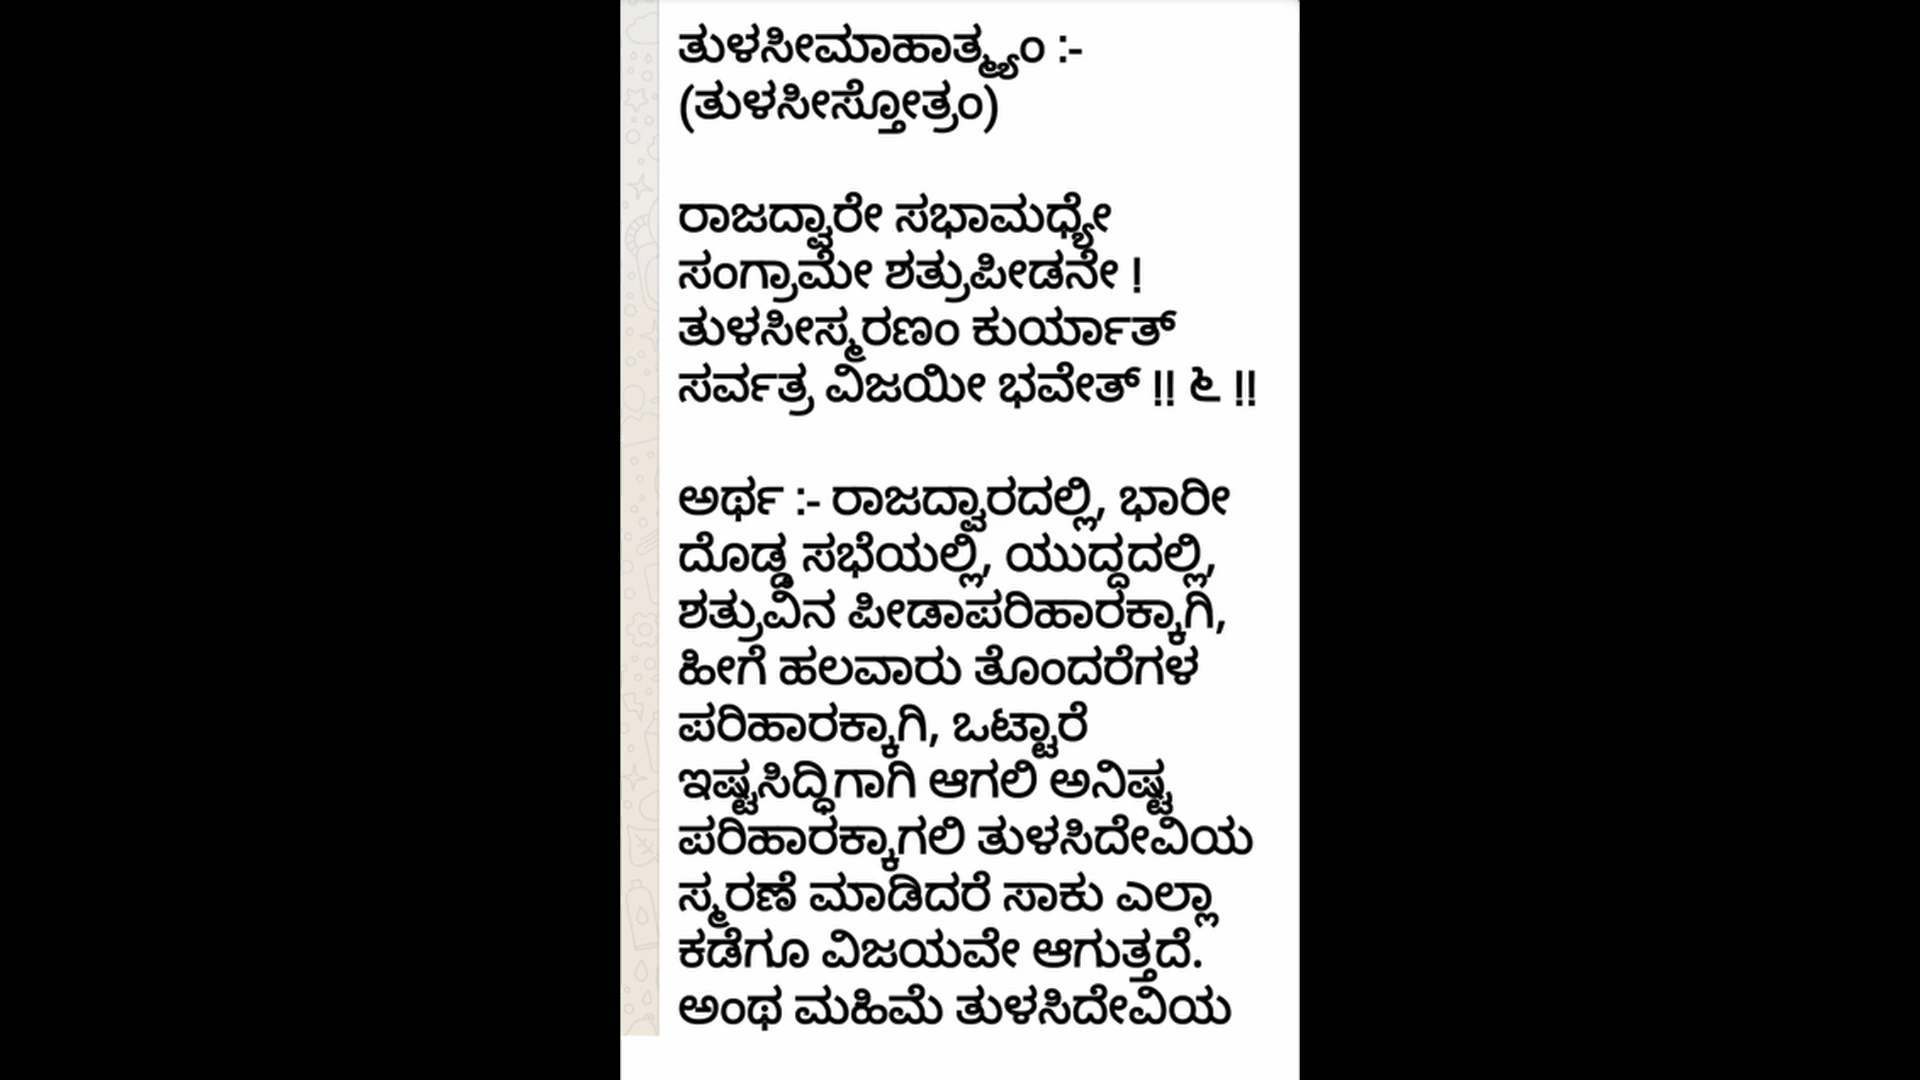 ತುಳಸೀಮಾಹಾತ್ಮ್ಯಂ :-
(ತುಳಸೀಸ್ತೋತ್ರಂ)
ರಾಜದ್ವಾರೇ ಸಭಾಮಧ್ಯೇ
ಸಂಗ್ರಾಮೇ ಶತ್ರುಪೀಡನೇ !
ತುಳಸೀಸ್ಮರಣಂ ಕುರ್ಯಾತ್
ಸರ್ವತ್ರ ವಿಜಯೀ ಭವೇತ್ !! ೬ !!
ಅರ್ಥ :- ರಾಜದ್ವಾರದಲ್ಲಿ, ಭಾರೀ
ದೊಡ್ಡ ಸಭೆಯಲ್ಲಿ, ಯುದ್ಧದಲ್ಲಿ,
ಶತ್ರುವಿನ ಪೀಡಾಪರಿಹಾರಕ್ಕಾಗಿ,
ಹೀಗೆ ಹಲವಾರು ತೊಂದರೆಗಳ
ಪರಿಹಾರಕ್ಕಾಗಿ, ಒಟ್ಟಾರೆ
ಇಷ್ಟಸಿದ್ಧಿಗಾಗಿ ಆಗಲಿ ಅನಿಷ್ಟ
ಪರಿಹಾರಕ್ಕಾಗಲಿ ತುಳಸಿದೇವಿಯ
ಸ್ಮರಣೆ ಮಾಡಿದರೆ ಸಾಕು ಎಲ್ಲಾ
ಕಡೆಗೂ ವಿಜಯವೇ ಆಗುತ್ತದೆ.
ಅಂಥ ಮಹಿಮೆ ತುಳಸಿದೇವಿಯ